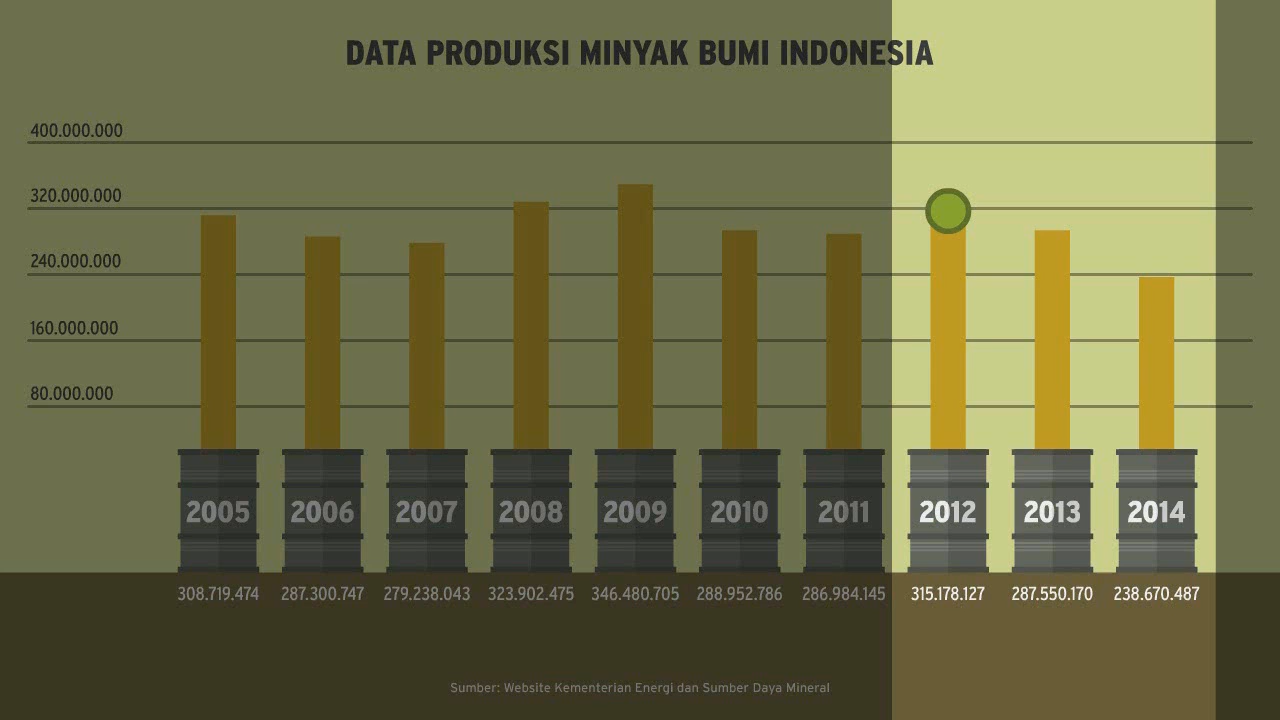 DATA PRODUKSI MINYAK BUMI INDONESIA
400.000.000
320.000.000
240.000.000
160.000.000
80.000.000
2005 2006 2007 2008 2009 2010 2011 2012 2013 2014
308.719.474 287.300.747 279.238.043 323.902.475 346.480.705 288.952.786 286.984.145 315.178.127 287.550.170 238.670.487
Sumber: Website Kementerian Energi dan Sumber Daya Mineral